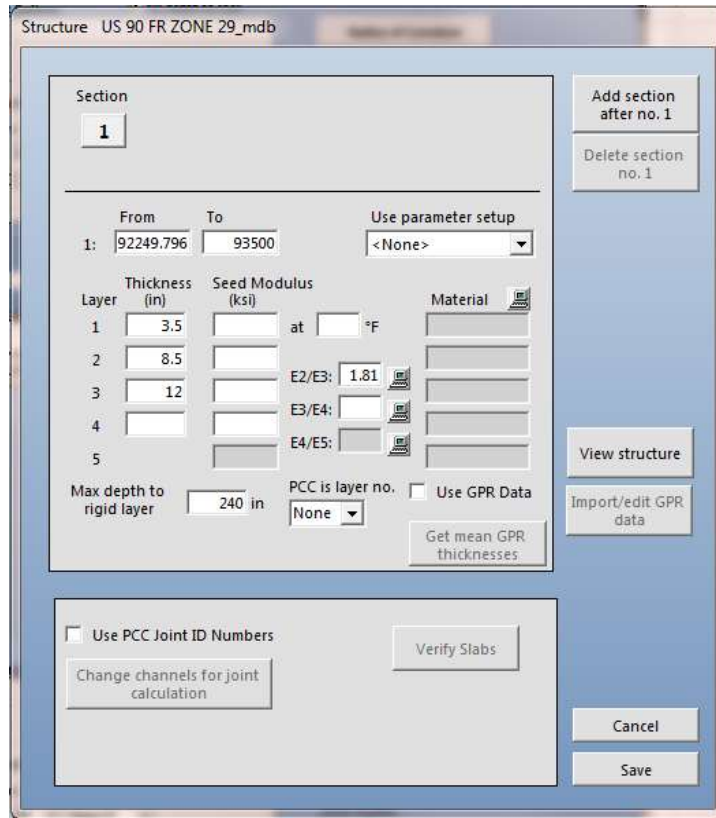 Structure US 90 FR ZONE 29_mdb
Section
1
Add section after no. 1
Delete section no. 1
From To Use parameter setup
1: 92249.796 93500 <None>
Thickness Seed Modulus
Layer (in) (ksi) Material
1 3.5 at °F
2 8.5
E2/E3: 1.81
3 12
E3/E4:
4
E4/E5:
5
Max depth to rigid layer 240 in
PCC is layer no.
None
Use GPR Data
Get mean GPR thicknesses
View structure
Import/edit GPR data
Use PCC Joint ID Numbers
Verify Slabs
Change channels for joint calculation
Cancel
Save